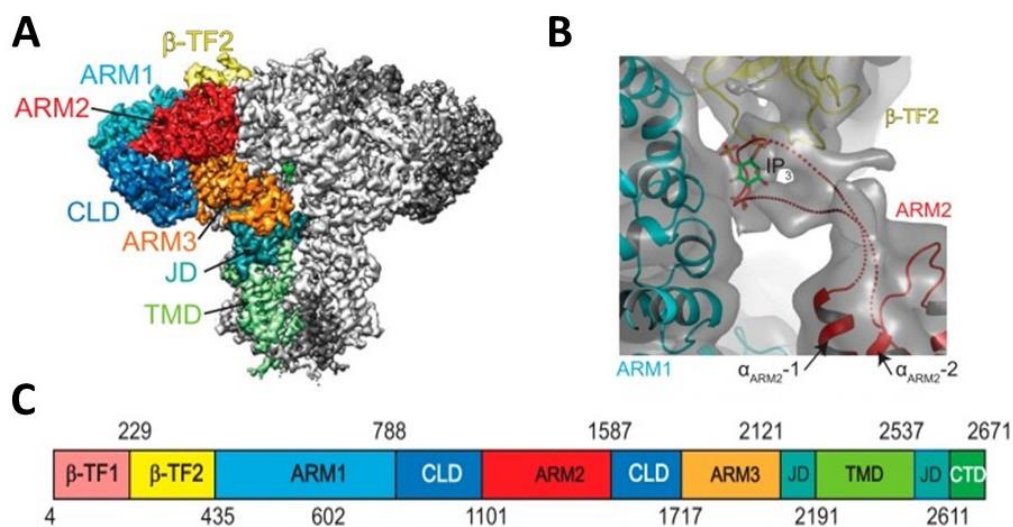 A
β-TF2
ARM1
ARM2
CLD
ARM3
JD
TMD
B
β-TF2
IP3
ARM2
ARM1
αARM2-1
αARM2-2
C
229 788 1587 2121 2537 2671
β-TF1 β-TF2 ARM1 CLD ARM2 CLD ARM3 JD TMD JD CTD
4 435 602 1101 1717 2191 2611